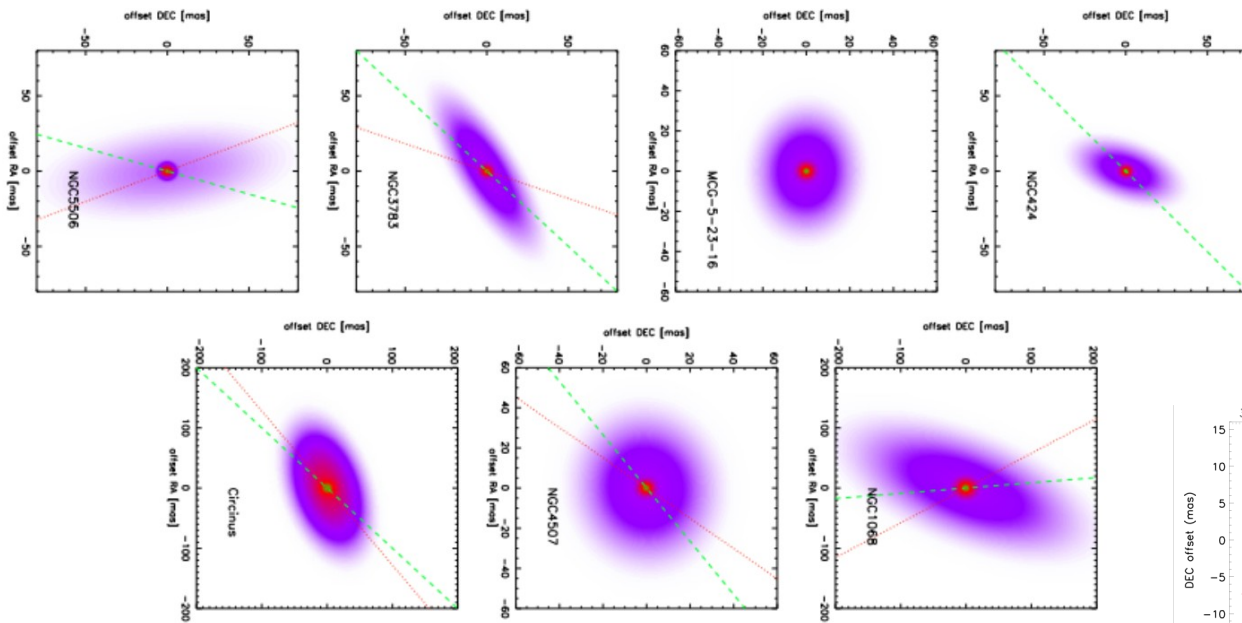 offset DEC [mas]
-50 0 50
50
0
-50
offset RA [mas]
NGC5506
offset DEC [mas]
-50 0 50
50
0
-50
offset RA [mas]
NGC3783
offset DEC [mas]
-60 -40 -20 0 20 40 60
60
40
20
0
-20
-40
-60
offset RA [mas]
MCG-5-23-16
offset DEC [mas]
-50 0 50
50
0
-50
offset RA [mas]
NGC424
offset DEC [mas]
-200 -100 0 100 200
200
100
0
-100
-200
offset RA [mas]
Circinus
offset DEC [mas]
-60 -40 -20 0 20 40 60
60
40
20
0
-20
-40
-60
offset RA [mas]
NGC4507
offset DEC [mas]
-200 -100 0 100 200
200
100
0
-100
-200
offset RA [mas]
NGC1068
DEC offset (mas)
15
10
5
0
-5
-10